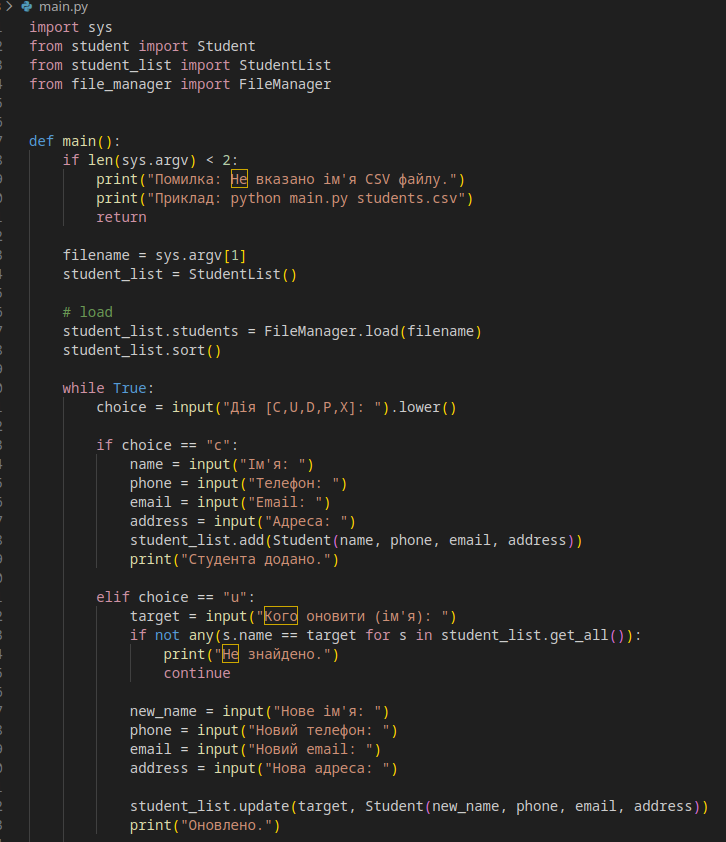 main.py
import sys
from student import Student
from student_list import StudentList
from file_manager import FileManager
def main():
if len(sys.argv) < 2:
print("Помилка: Не вказано ім'я CSV файлу.")
print("Приклад: python main.py students.csv")
return
filename = sys.argv[1]
student_list = StudentList()
# load
student_list.students = FileManager.load(filename)
student_list.sort()
while True:
choice = input("Дія [C,U,D,P,X]: ").lower()
if choice == "c":
name = input("Ім'я: ")
phone = input("Телефон: ")
email = input("Email: ")
address = input("Адреса: ")
student_list.add(Student(name, phone, email, address))
print("Студента додано.")
elif choice == "u":
target = input("Кого оновити (ім'я): ")
if not any(s.name == target for s in student_list.get_all()):
print("Не знайдено.")
continue
new_name = input("Нове ім'я: ")
phone = input("Новий телефон: ")
email = input("Новий email: ")
address = input("Нова адреса: ")
student_list.update(target, Student(new_name, phone, email, address))
print("Оновлено.")